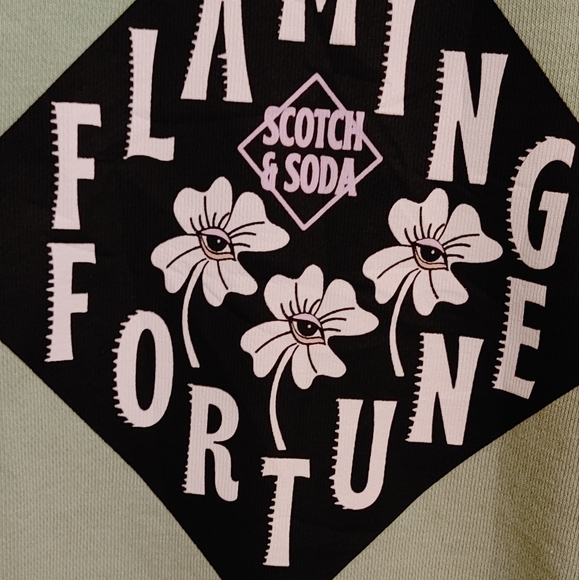 FLAMING
SCOTCH
& SODA
FORTUNE